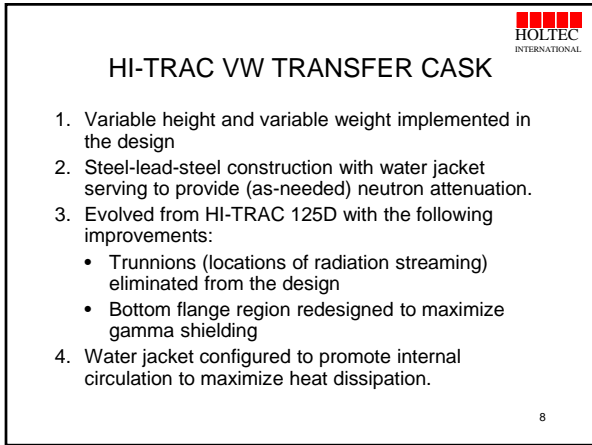 HOLTEC
INTERNATIONAL
HI-TRAC VW TRANSFER CASK
1. Variable height and variable weight implemented in
the design
2. Steel-lead-steel construction with water jacket
serving to provide (as-needed) neutron attenuation.
3. Evolved from HI-TRAC 125D with the following
improvements:
• Trunnions (locations of radiation streaming)
eliminated from the design
• Bottom flange region redesigned to maximize
gamma shielding
4. Water jacket configured to promote internal
circulation to maximize heat dissipation.
8